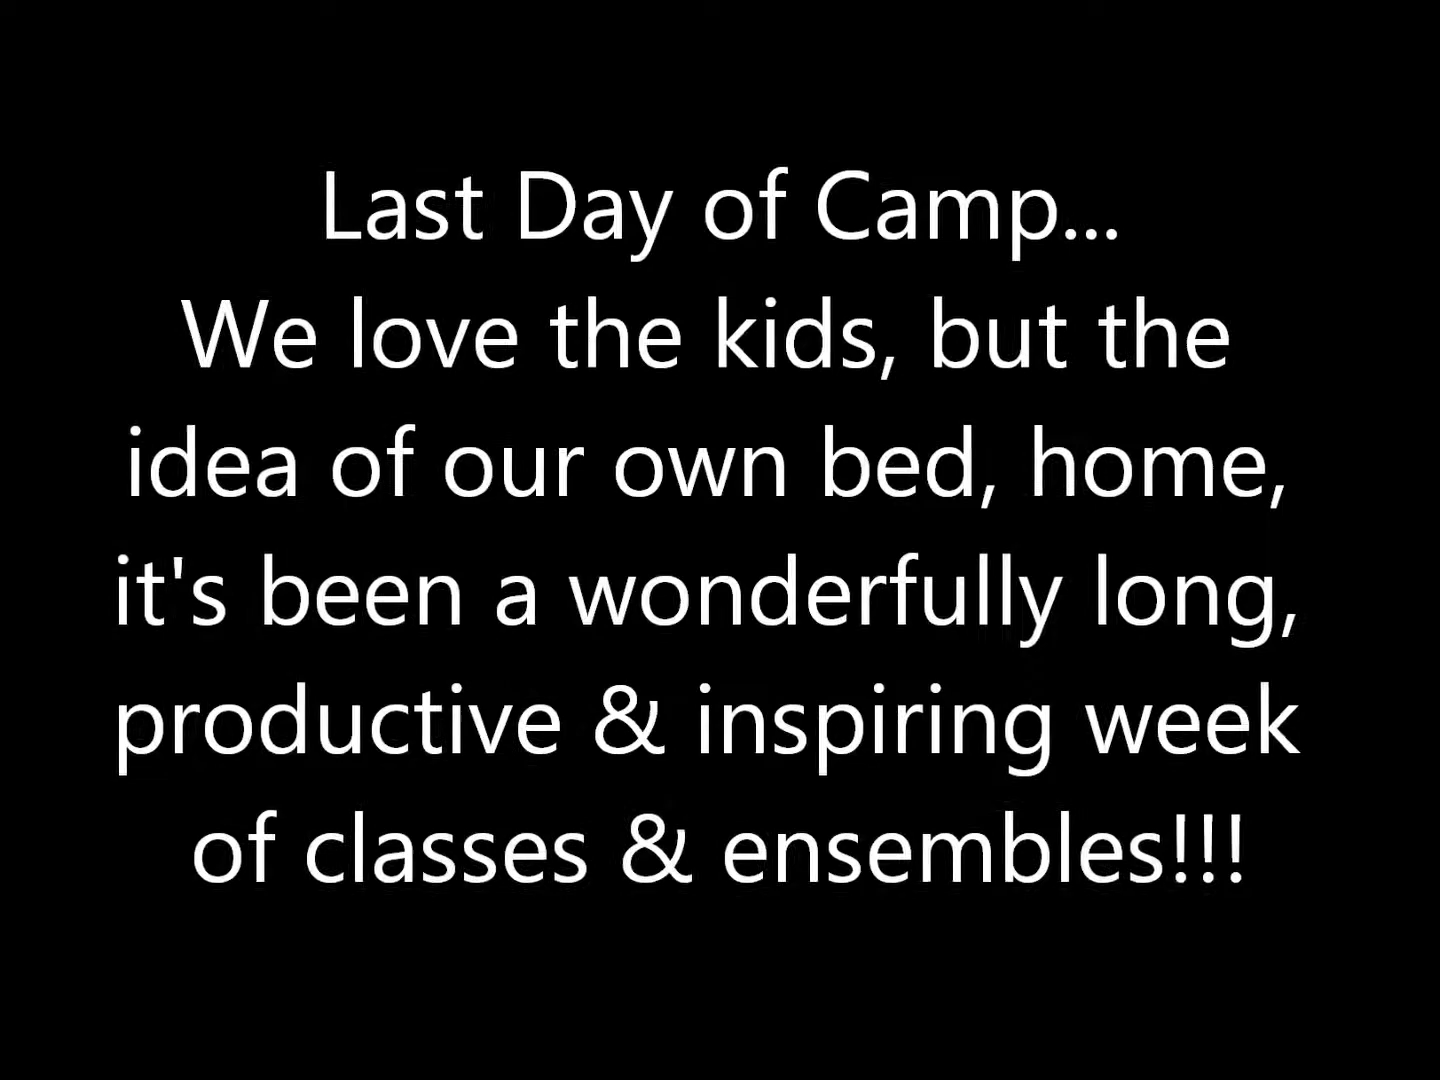 Last Day of Camp...
We love the kids, but the
idea of our own bed, home,
it's been a wonderfully long,
productive & inspiring week
of classes & ensembles!!!